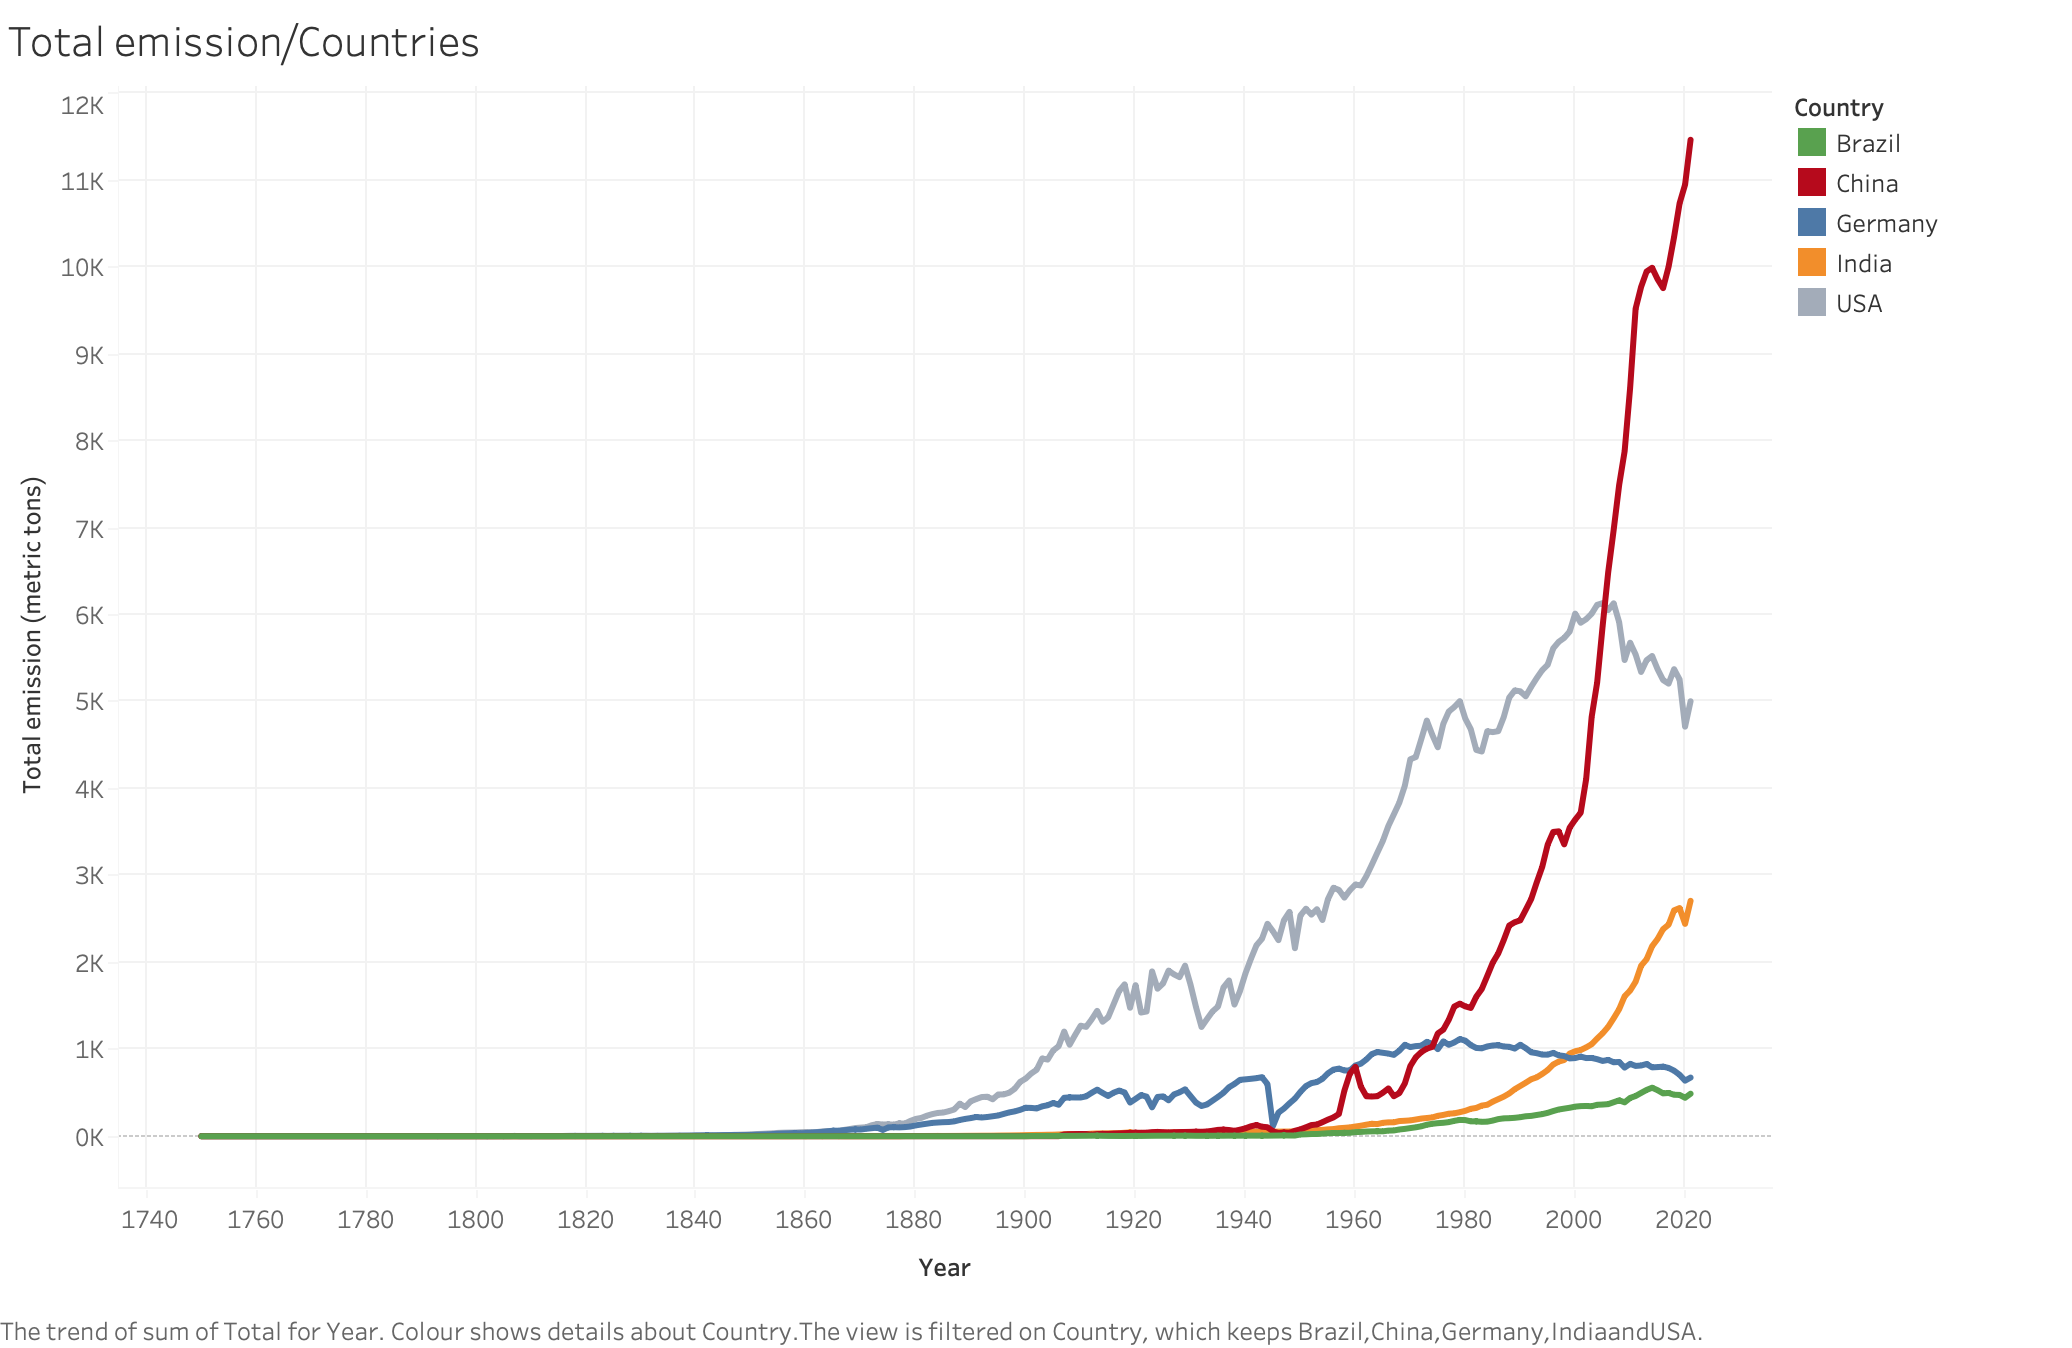 Total emission/Countries
12K
11K
10K
9K
8K
7K
6K
5K
4K
3K
2K
1K
0K
Total emission (metric tons)
1740 1760 1780 1800 1820 1840 1860 1880 1900 1920 1940 1960 1980 2000 2020
Year
Country
Brazil
China
Germany
India
USA
The trend of sum of Total for Year. Colour shows details about Country.The view is filtered on Country, which keeps Brazil,China,Germany,IndiaandUSA.